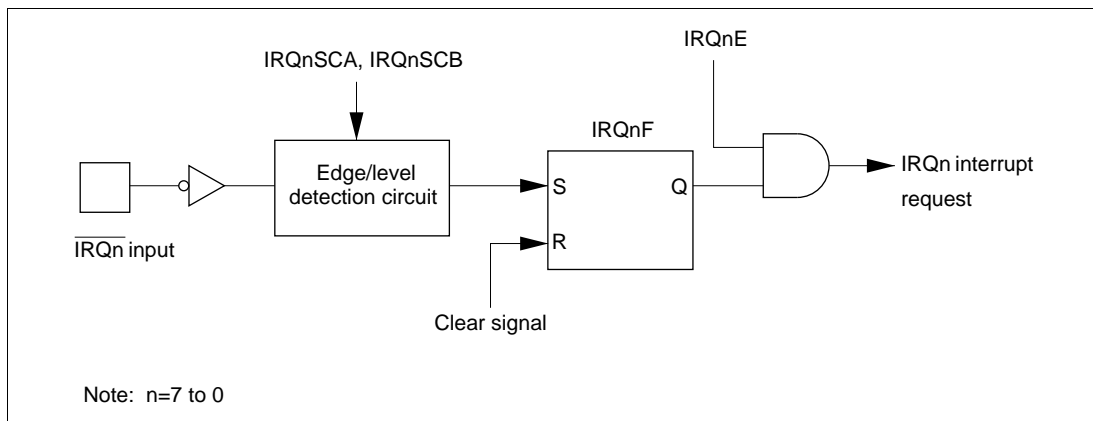 IRQnE
IRQnSCA, IRQnSCB
IRQnF
Edge/level
detection circuit
S
Q
R
IRQn interrupt
request
IRQn input
Clear signal
Note: n=7 to 0